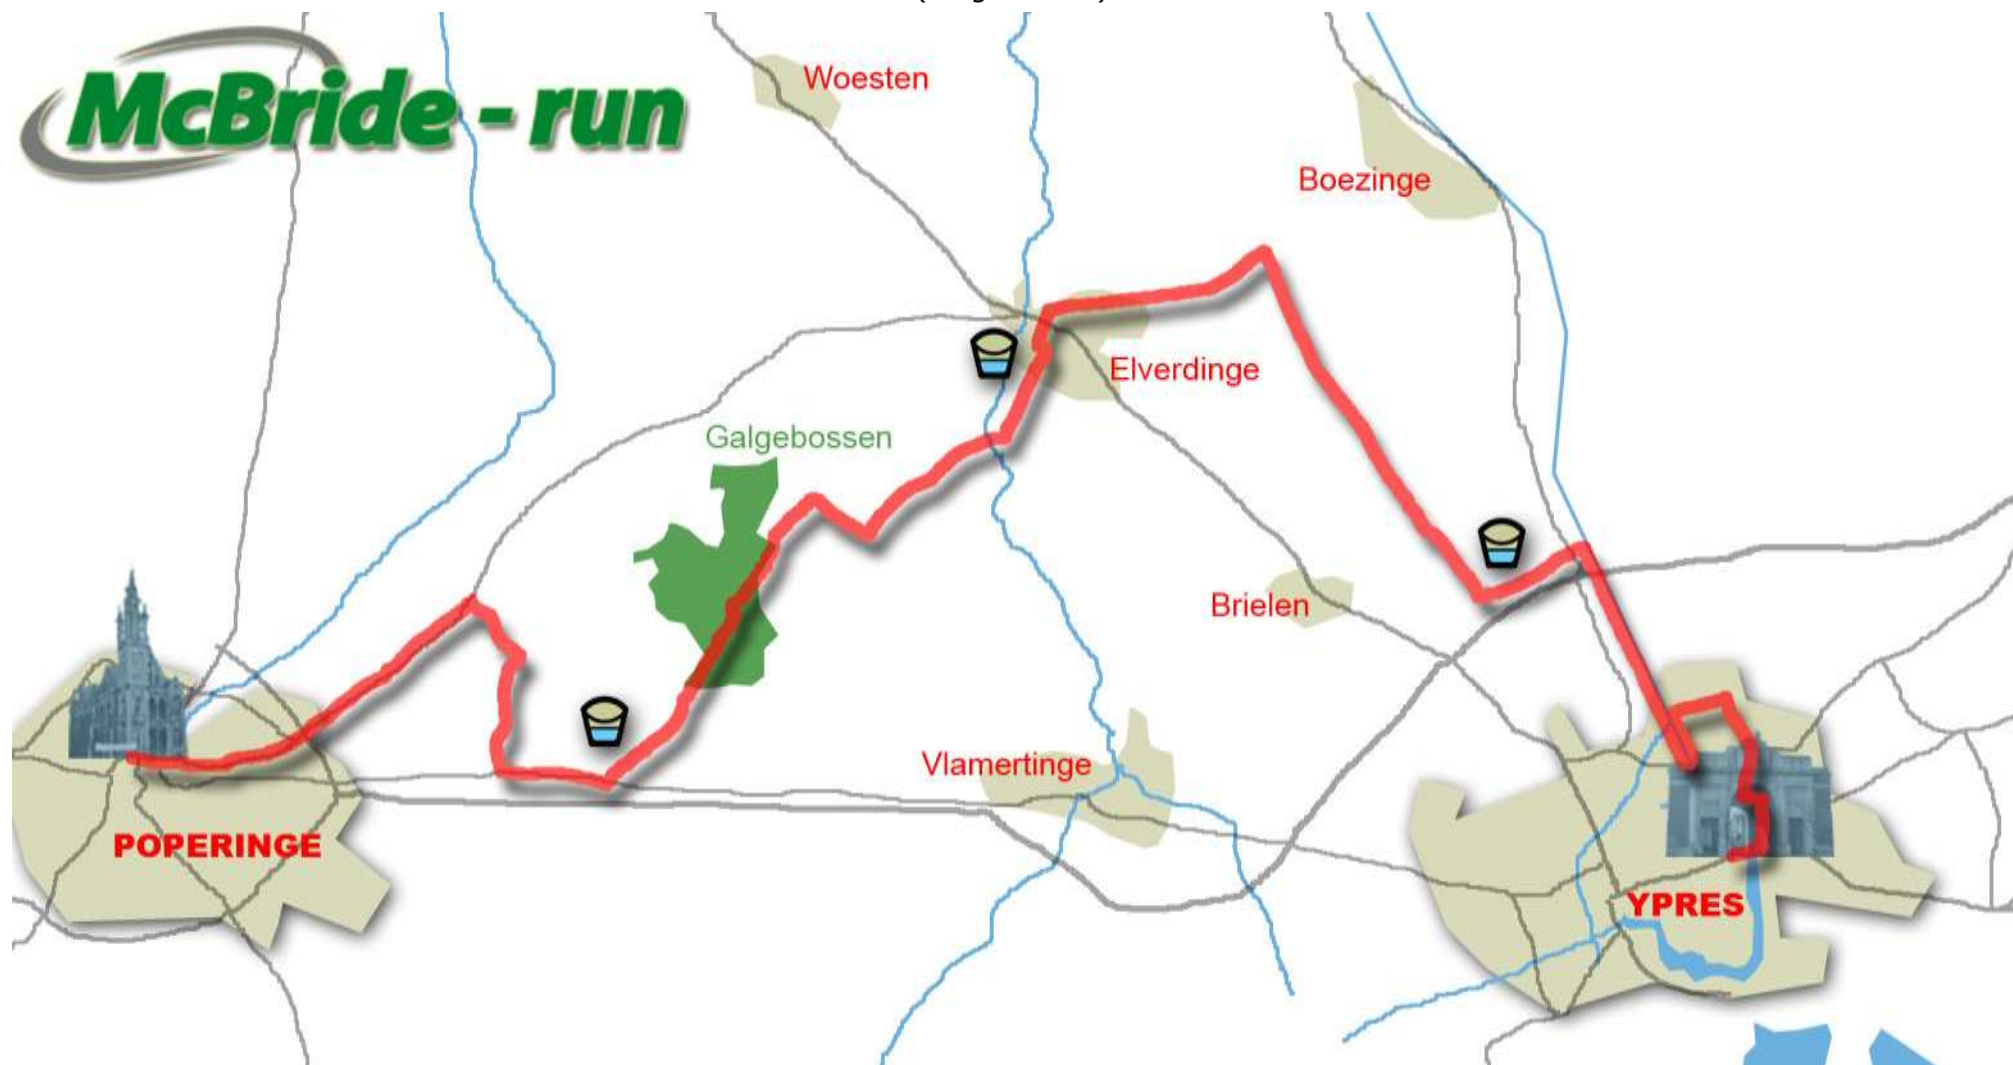 McBride - run
Woesten
Boezinge
Elverdinge
Galgebossen
Brielen
Vlamertinge
POPERINGE
YPRES